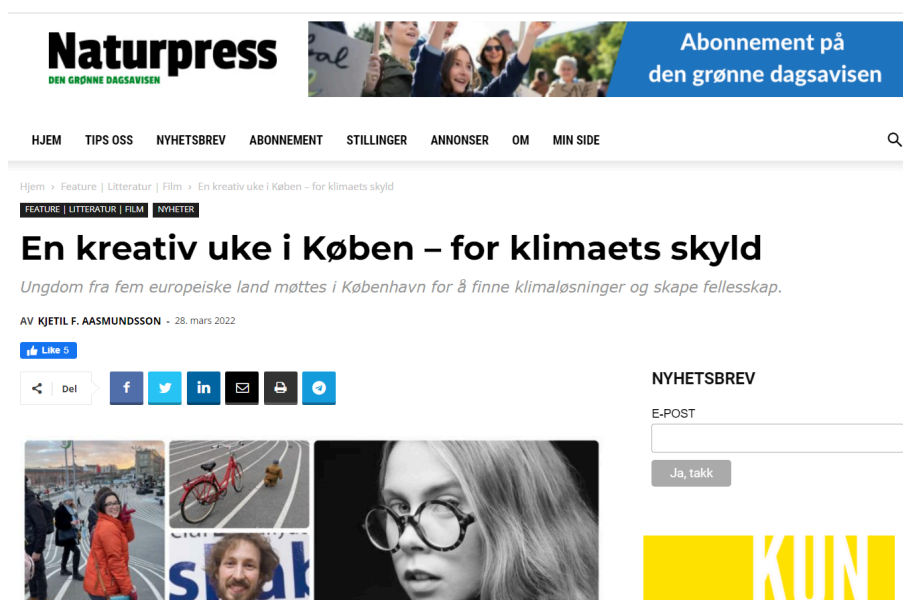 Naturpress
DEN GRØNNE DAGSAVISEN
Abonnement på
den grønne dagsavisen
HJEM TIPS OSS NYHETSBREV ABONNEMENT STILLINGER ANNONSER OM MIN SIDE
Hjem › Feature | Litteratur | Film › En kreativ uke i Køben – for klimaets skyld
FEATURE | LITTERATUR | FILM NYHETER
En kreativ uke i Køben – for klimaets skyld
Ungdom fra fem europeiske land møttes i København for å finne klimaløsninger og skape fellesskap.
AV KJETIL F. AASMUNDSSON - 28. mars 2022
Like 5
Del
NYHETSBREV
E-POST
Ja, takk
KUN